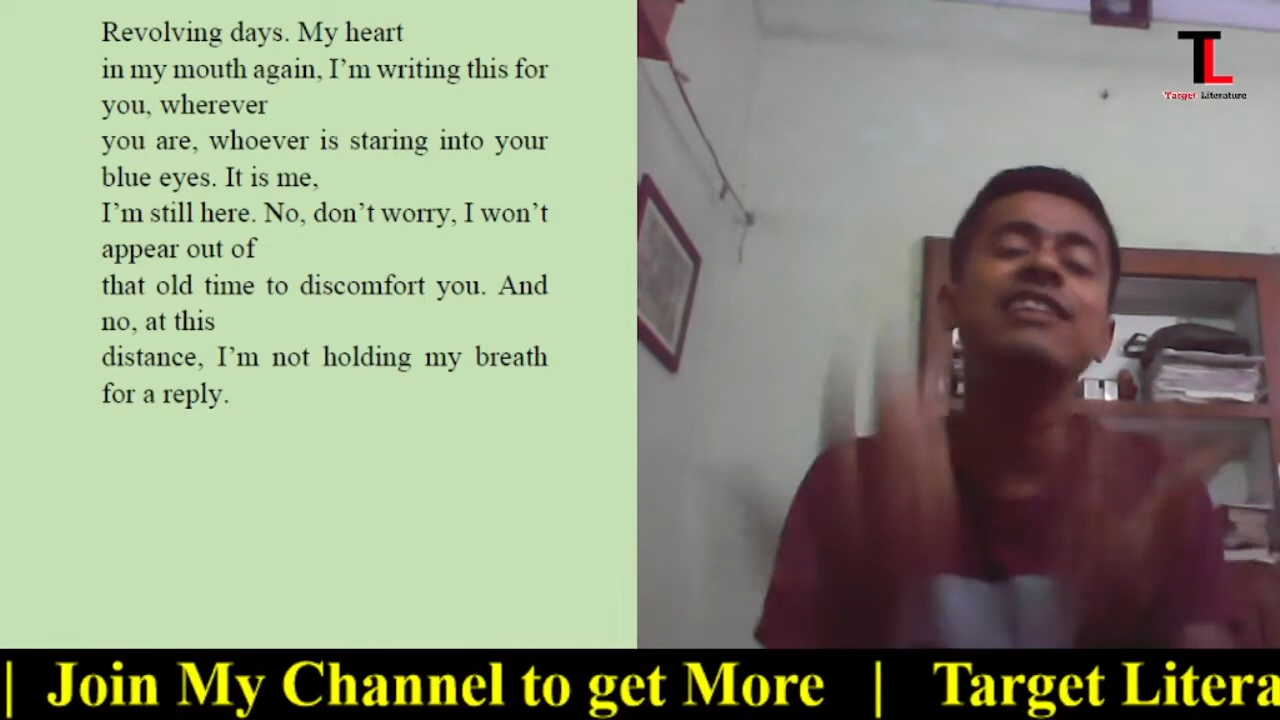 Revolving days. My heart
in my mouth again, I’m writing this for
you, wherever
you are, whoever is staring into your
blue eyes. It is me,
I’m still here. No, don’t worry, I won’t
appear out of
that old time to discomfort you. And
no, at this
distance, I’m not holding my breath
for a reply.
TL
Target Literature
| Join My Channel to get More | Target Litera